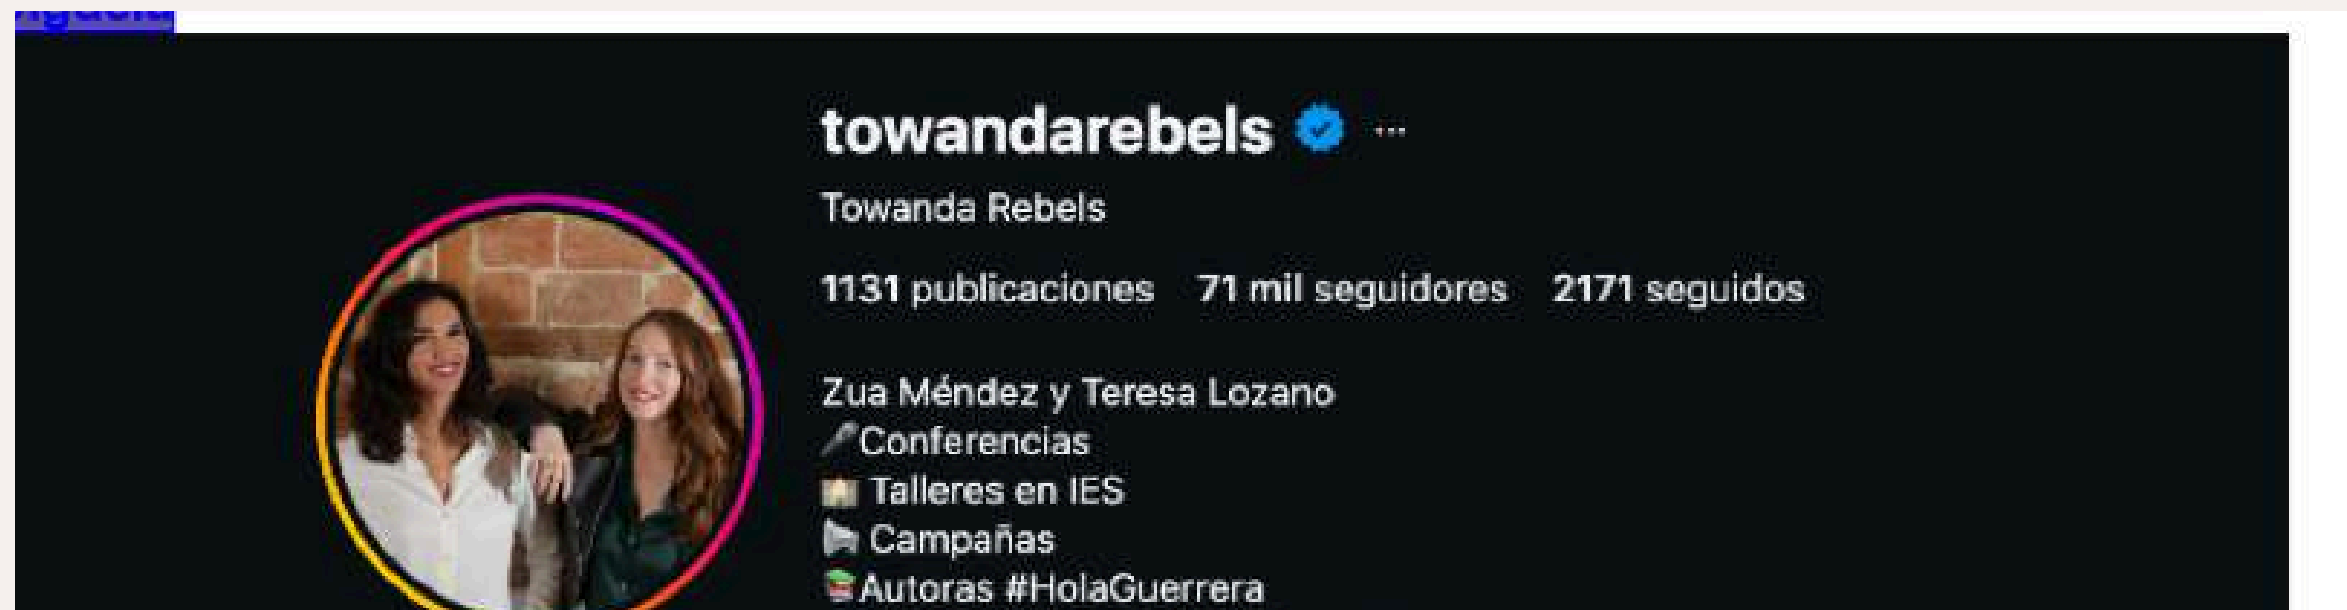 towandarebels
Towanda Rebels
1131 publicaciones 71 mil seguidores 2171 seguidos
Zua Méndez y Teresa Lozano
Conferencias
Talleres en IES
Campañas
Autoras #HolaGuerrera